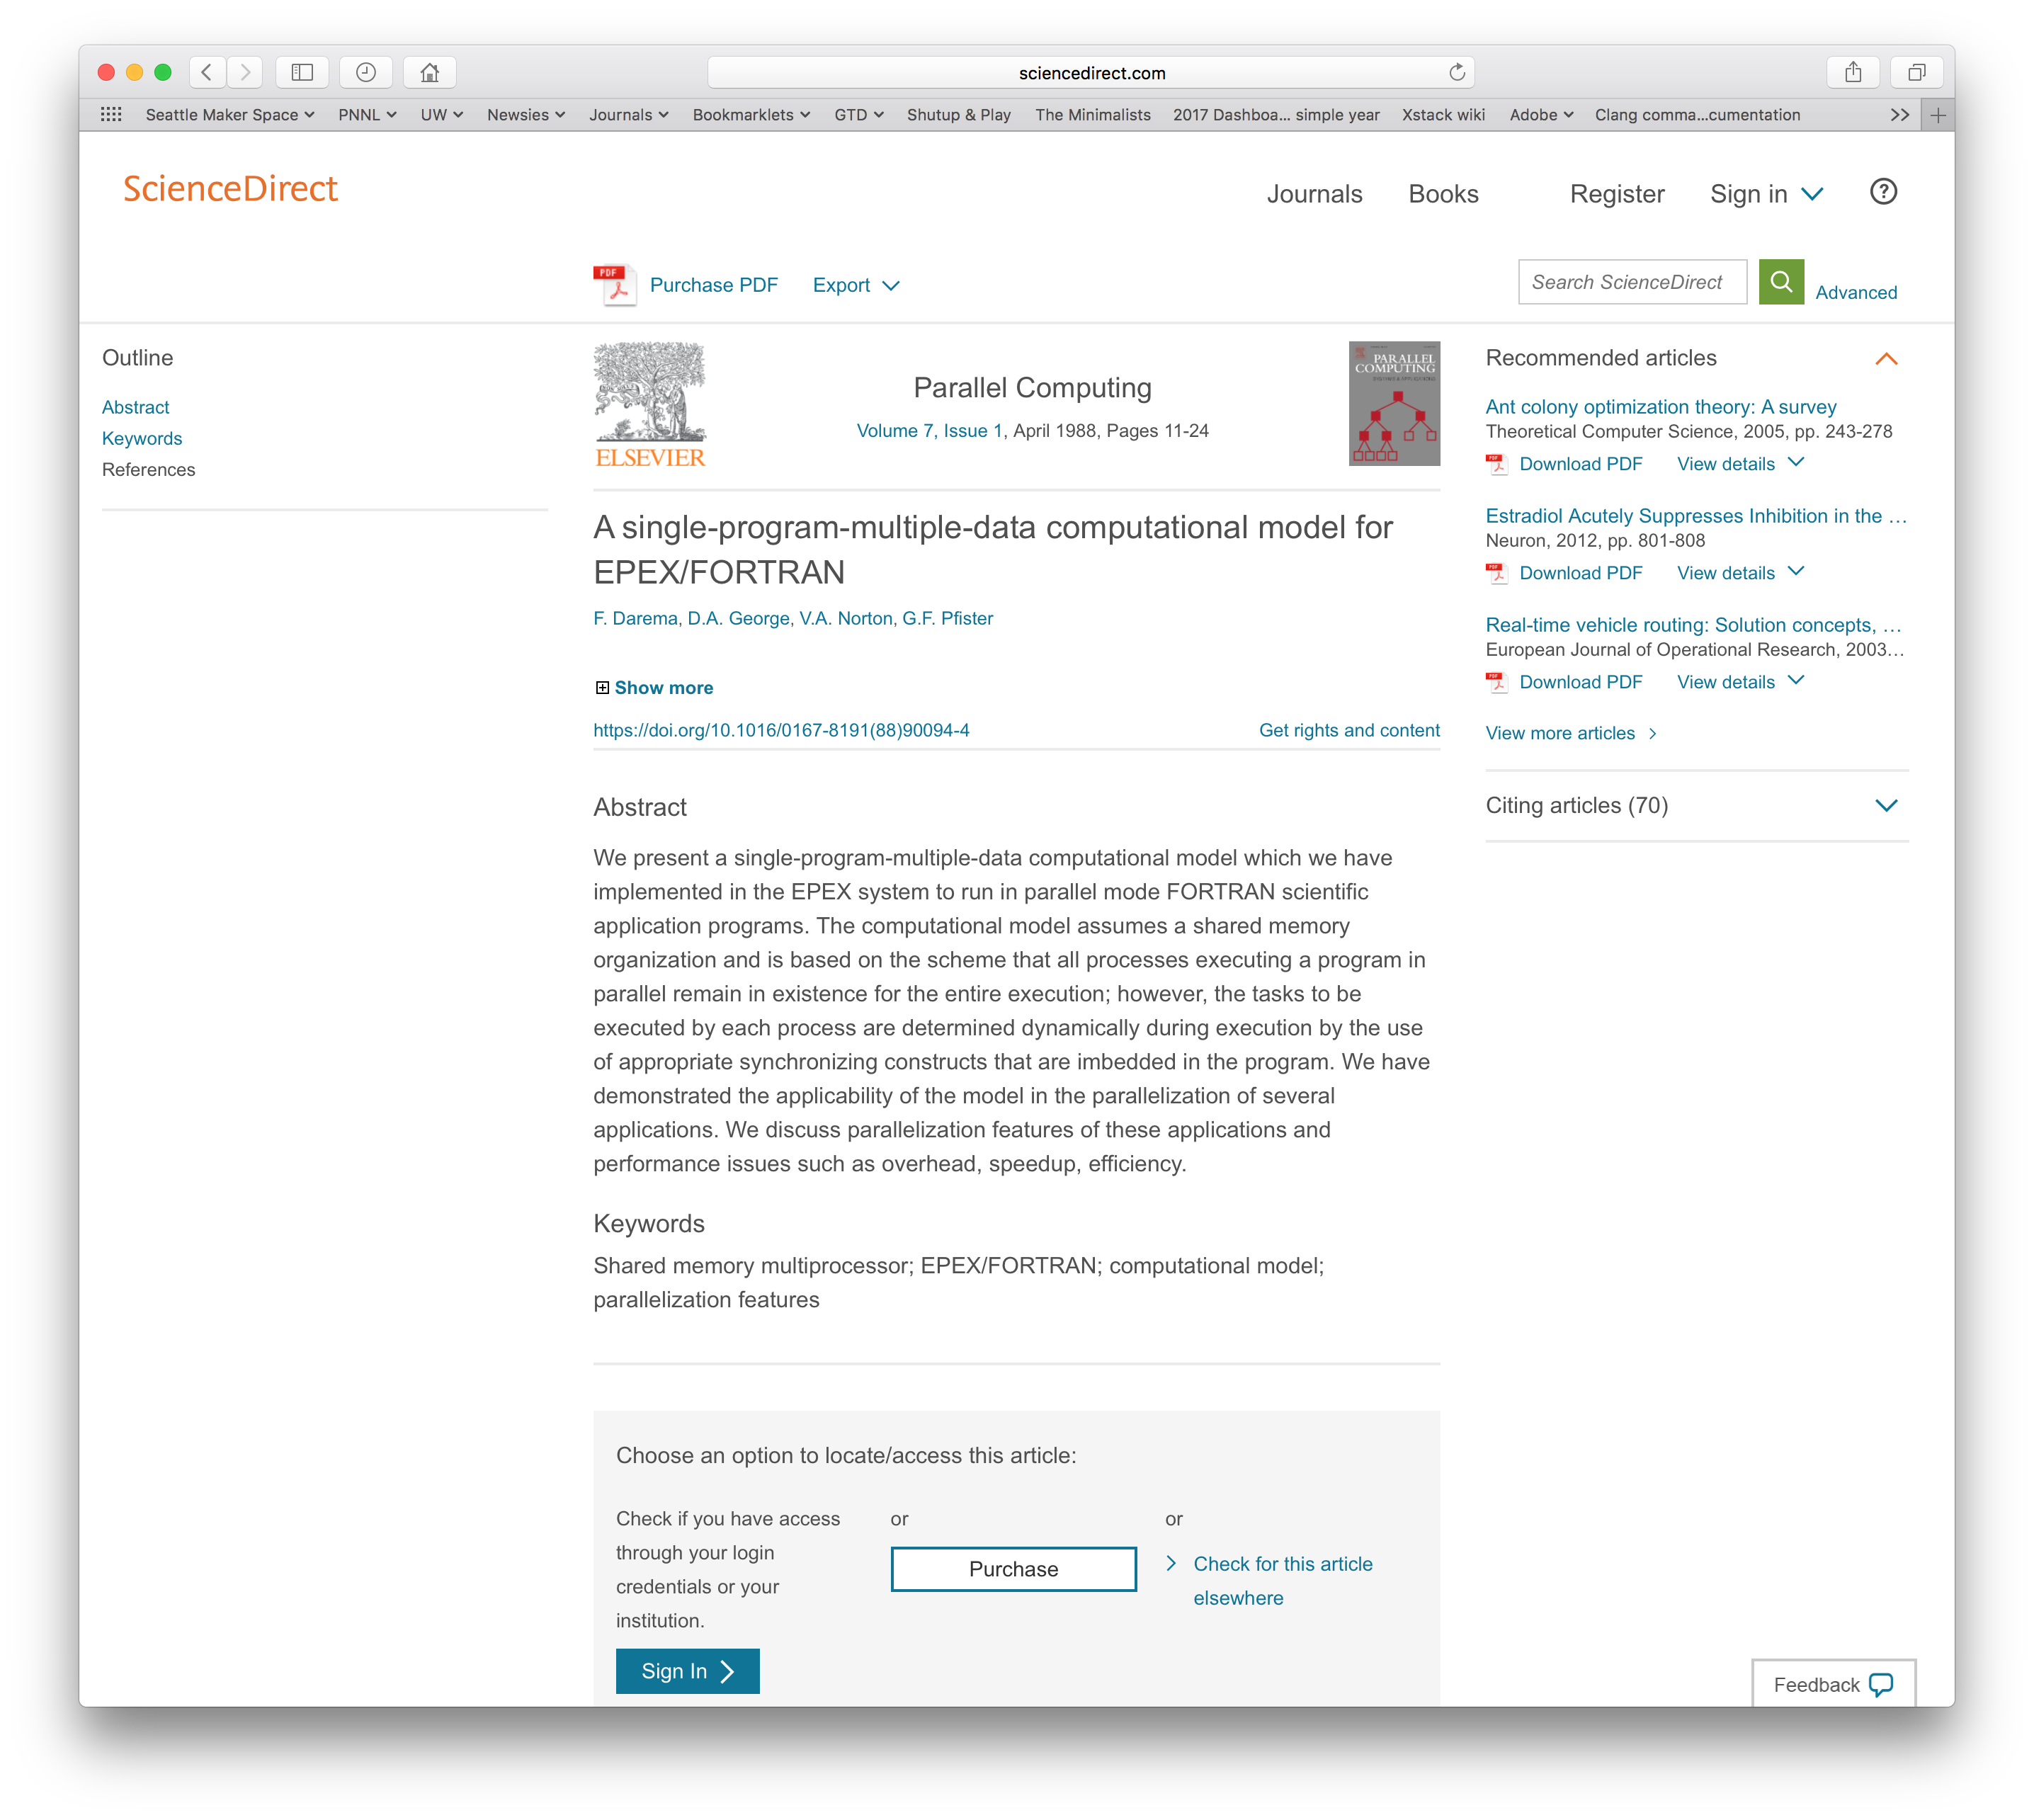 sciencedirect.com
Seattle Maker Space PNNL UW Newsies Journals Bookmarklets GTD Shutup & Play The Minimalists 2017 Dashboa... simple year Xstack wiki Adobe Clang comma...cumentation
ScienceDirect
Journals Books Register Sign in ?
PDF Purchase PDF Export Search ScienceDirect Advanced
Outline
Abstract
Keywords
References
ELSEVIER
Parallel Computing
Volume 7, Issue 1, April 1988, Pages 11-24
PARALLEL
COMPUTING
A single-program-multiple-data computational model for
EPEX/FORTRAN
F. Darema, D.A. George, V.A. Norton, G.F. Pfister
Show more
https://doi.org/10.1016/0167-8191(88)90094-4 Get rights and content
Abstract
We present a single-program-multiple-data computational model which we have
implemented in the EPEX system to run in parallel mode FORTRAN scientific
application programs. The computational model assumes a shared memory
organization and is based on the scheme that all processes executing a program in
parallel remain in existence for the entire execution; however, the tasks to be
executed by each process are determined dynamically during execution by the use
of appropriate synchronizing constructs that are imbedded in the program. We have
demonstrated the applicability of the model in the parallelization of several
applications. We discuss parallelization features of these applications and
performance issues such as overhead, speedup, efficiency.
Keywords
Shared memory multiprocessor; EPEX/FORTRAN; computational model;
parallelization features
Choose an option to locate/access this article:
Check if you have access
through your login
credentials or your
institution.
Sign In
or
Purchase
or
Check for this article
elsewhere
Recommended articles
Ant colony optimization theory: A survey
Theoretical Computer Science, 2005, pp. 243-278
PDF Download PDF View details
Estradiol Acutely Suppresses Inhibition in the ...
Neuron, 2012, pp. 801-808
PDF Download PDF View details
Real-time vehicle routing: Solution concepts, ...
European Journal of Operational Research, 2003...
PDF Download PDF View details
View more articles
Citing articles (70)
Feedback